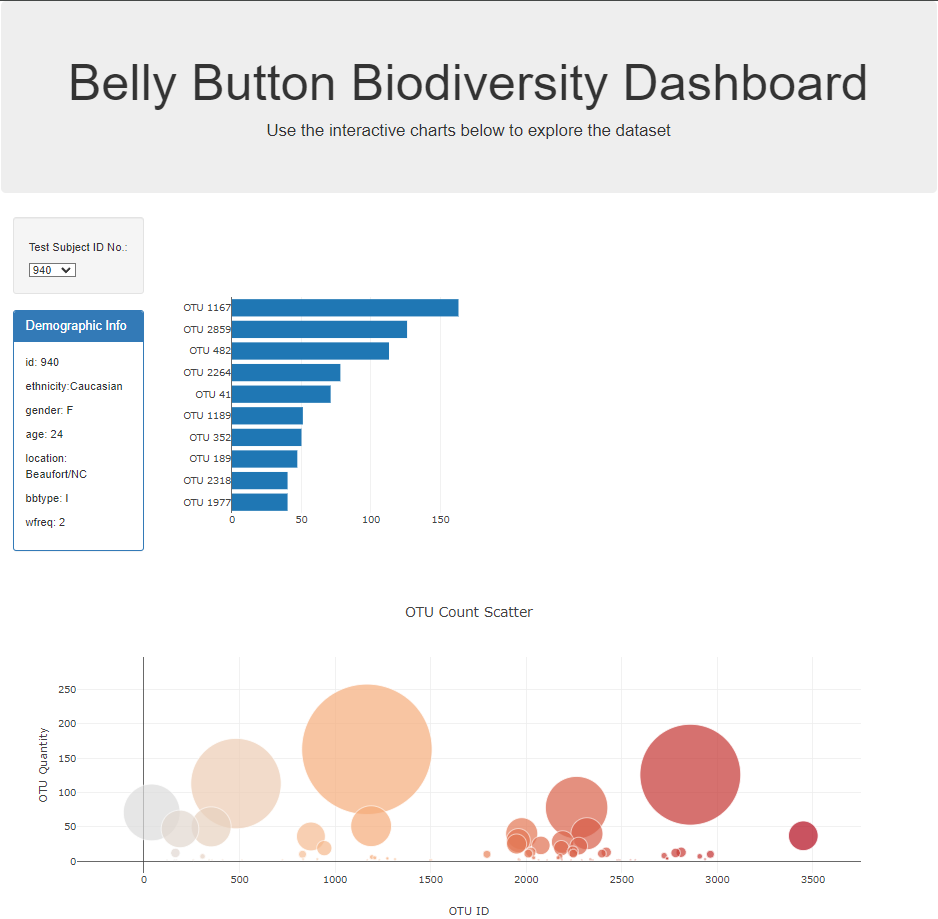 Belly Button Biodiversity Dashboard
Use the interactive charts below to explore the dataset
Test Subject ID No.:
940
Demographic Info
id: 940
ethnicity:Caucasian
gender: F
age: 24
location:
Beaufort/NC
bbtype: I
wfreq: 2
OTU 1167
OTU 2859
OTU 482
OTU 2264
OTU 41
OTU 1189
OTU 352
OTU 189
OTU 2318
OTU 1977
0 50 100 150
OTU Count Scatter
OTU Quantity
250
200
150
100
50
0
0 500 1000 1500 2000 2500 3000 3500
OTU ID